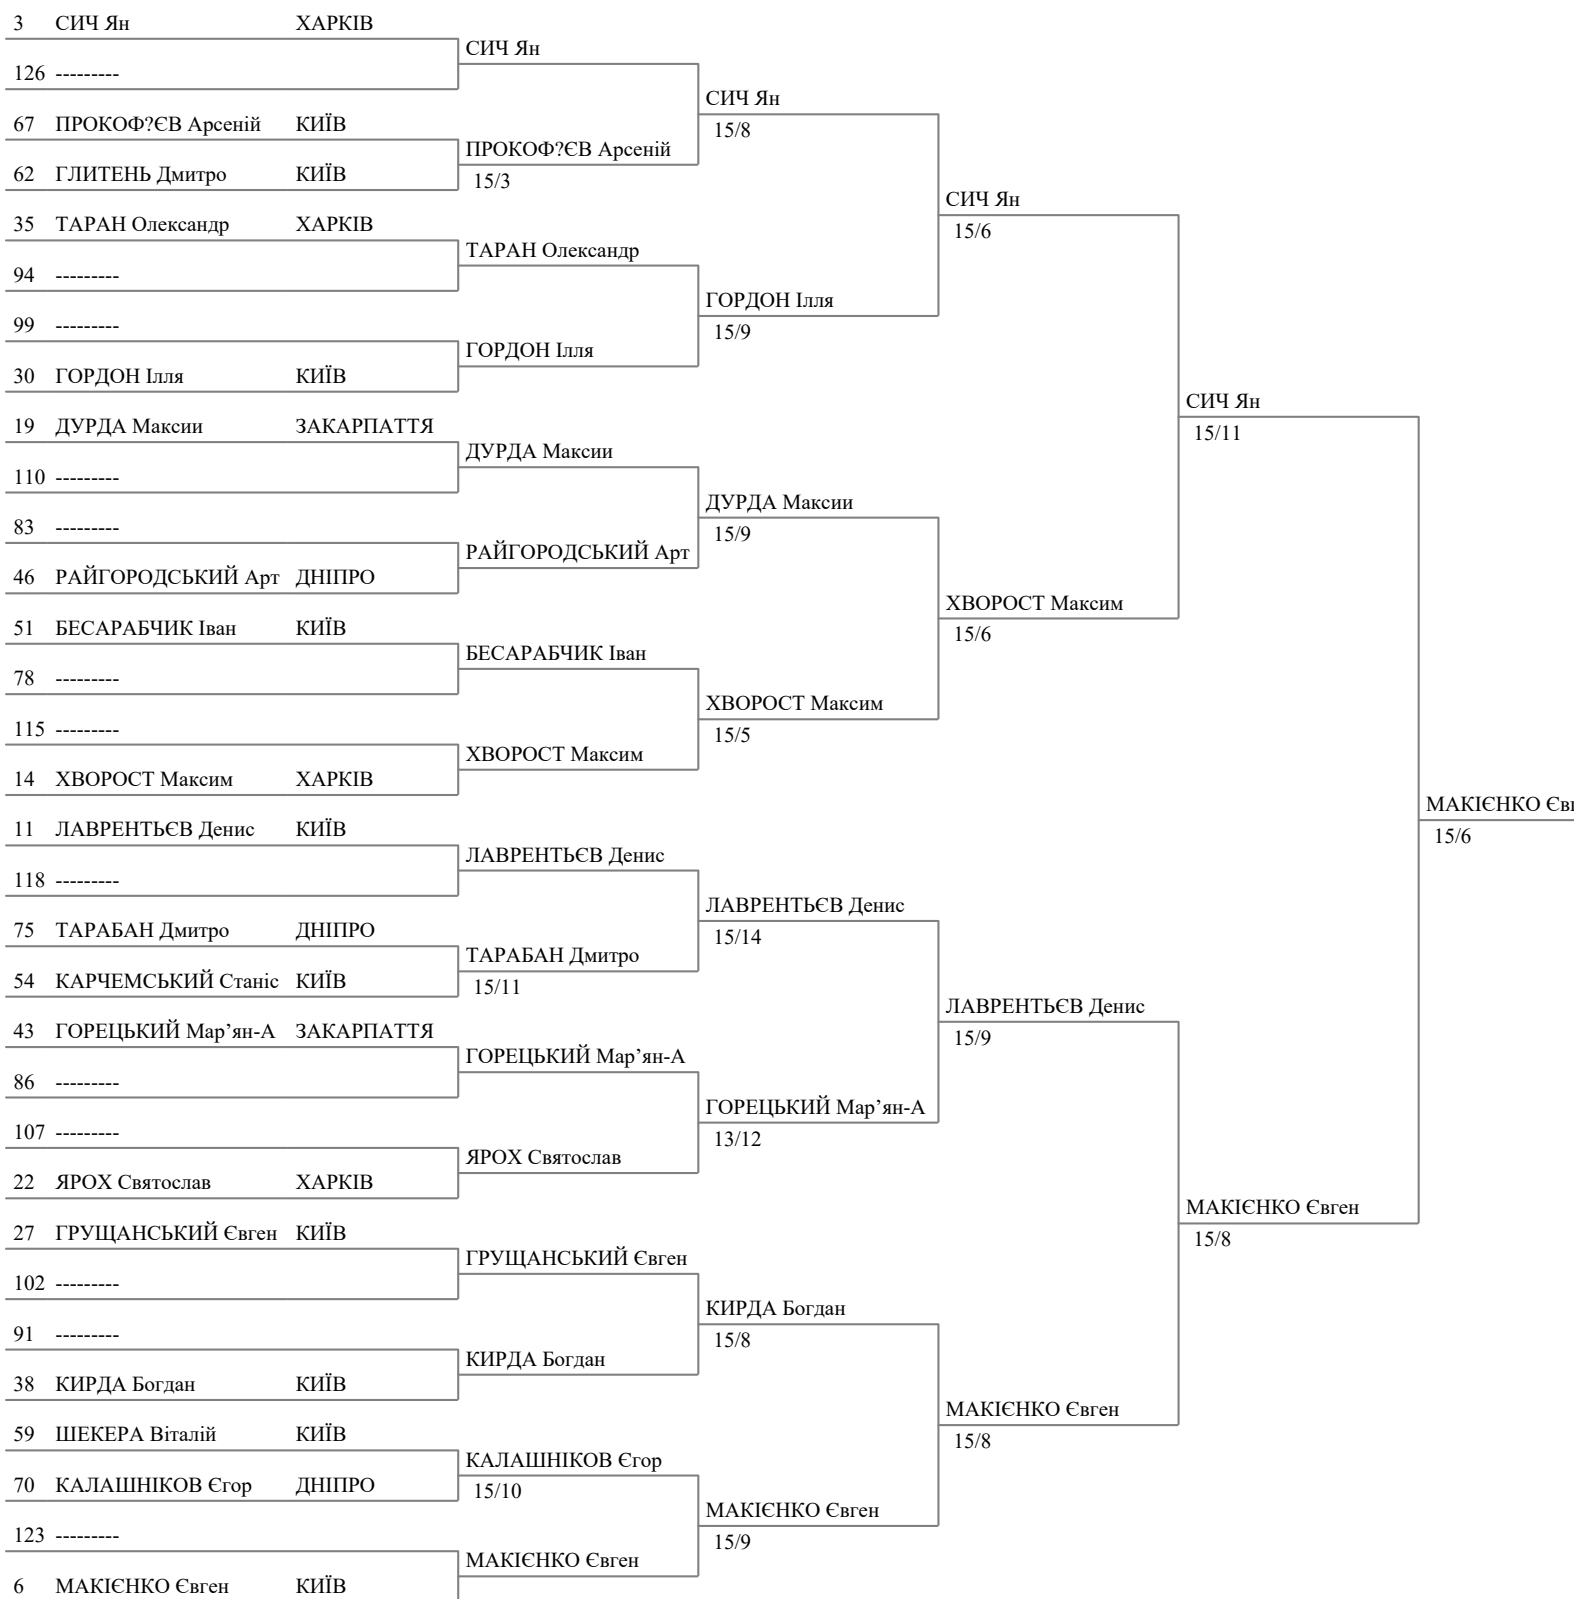 3 СИЧ Ян ХАРКІВ
СИЧ Ян
126 ---------
СИЧ Ян
67 ПРОКОФ?ЄВ Арсеній КИЇВ
15/8
ПРОКОФ?ЄВ Арсеній
62 ГЛИТЕНЬ Дмитро КИЇВ
15/3
СИЧ Ян
35 ТАРАН Олександр ХАРКІВ
15/6
ТАРАН Олександр
94 ---------
ГОРДОН Ілля
99 ---------
15/9
ГОРДОН Ілля
30 ГОРДОН Ілля КИЇВ
СИЧ Ян
19 ДУРДА Максии ЗАКАРПАТТЯ
15/11
ДУРДА Максии
110 ---------
ДУРДА Максии
83 ---------
15/9
РАЙГОРОДСЬКИЙ Арт
46 РАЙГОРОДСЬКИЙ Арт ДНІПРО
ХВОРОСТ Максим
51 БЕСАРАБЧИК Іван КИЇВ
15/6
БЕСАРАБЧИК Іван
78 ---------
ХВОРОСТ Максим
115 ---------
15/5
ХВОРОСТ Максим
14 ХВОРОСТ Максим ХАРКІВ
МАКІЄНКО
11 ЛАВРЕНТЬЄВ Денис КИЇВ
15/6
ЛАВРЕНТЬЄВ Денис
118 ---------
ЛАВРЕНТЬЄВ Денис
75 ТАРАБАН Дмитро ДНІПРО
15/14
ТАРАБАН Дмитро
54 КАРЧЕМСЬКИЙ Станіс КИЇВ
15/11
ЛАВРЕНТЬЄВ Денис
43 ГОРЕЦЬКИЙ Мар’ян-А ЗАКАРПАТТЯ
15/9
ГОРЕЦЬКИЙ Мар’ян-А
86 ---------
ГОРЕЦЬКИЙ Мар’ян-А
107 ---------
13/12
ЯРОХ Святослав
22 ЯРОХ Святослав ХАРКІВ
МАКІЄНКО Євген
27 ГРУЩАНСЬКИЙ Євген КИЇВ
15/8
ГРУЩАНСЬКИЙ Євген
102 ---------
КИРДА Богдан
91 ---------
15/8
КИРДА Богдан
38 КИРДА Богдан КИЇВ
МАКІЄНКО Євген
59 ШЕКЕРА Віталій КИЇВ
15/8
КАЛАШНІКОВ Єгор
70 КАЛАШНІКОВ Єгор ДНІПРО
15/10
МАКІЄНКО Євген
123 ---------
15/9
МАКІЄНКО Євген
6 МАКІЄНКО Євген КИЇВ